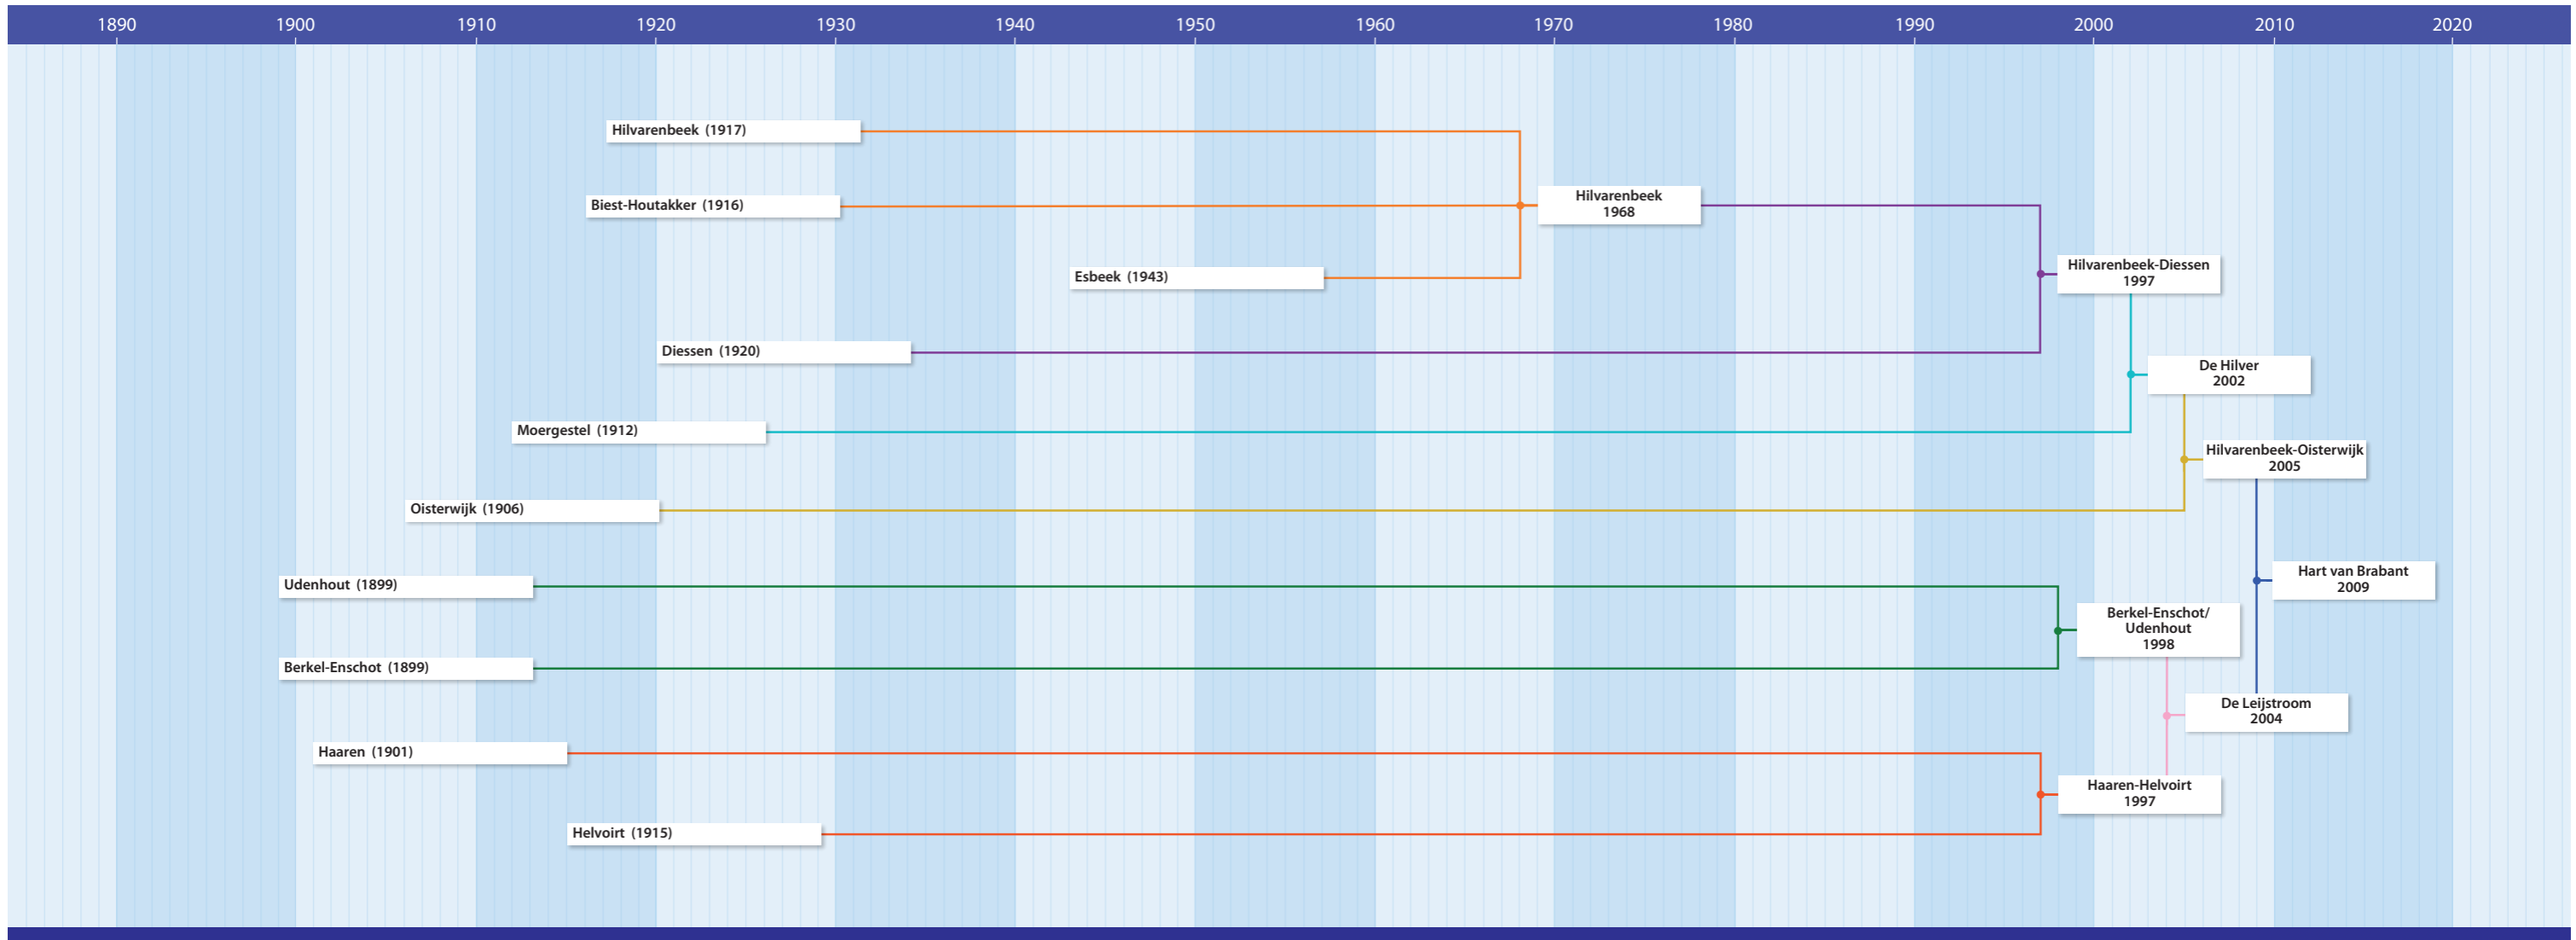 1890 1900 1910 1920 1930 1940 1950 1960 1970 1980 1990 2000 2010 2020
Hilvarenbeek (1917)
Biest-Houtakker (1916)
Hilvarenbeek
1968
Esbeek (1943)
Hilvarenbeek-Diessen
1997
Diessen (1920)
De Hilver
2002
Moergestel (1912)
Hilvarenbeek-Oisterwijk
2005
Oisterwijk (1906)
Udenhout (1899)
Hart van Brabant
2009
Berkel-Enschot/
Udenhout
1998
Berkel-Enschot (1899)
De Leijstroom
2004
Haaren (1901)
Haaren-Helvoirt
1997
Helvoirt (1915)